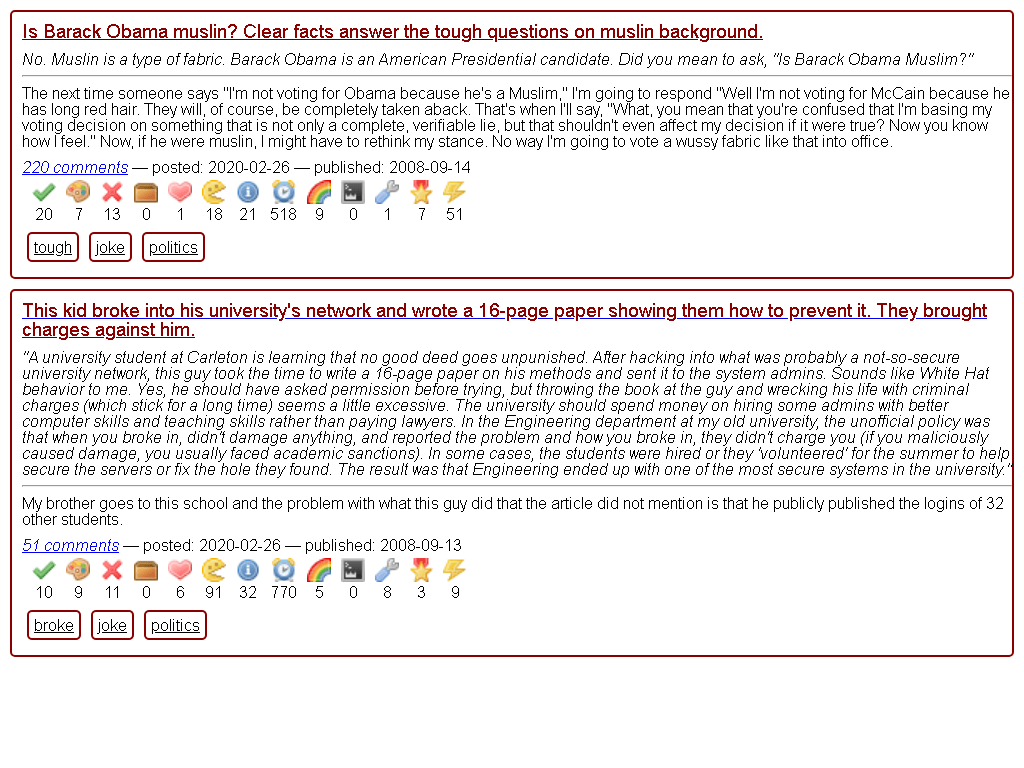 Is Barack Obama muslin? Clear facts answer the tough questions on muslin background.
No. Muslin is a type of fabric. Barack Obama is an American Presidential candidate. Did you mean to ask, "Is Barack Obama Muslim?"
The next time someone says "I'm not voting for Obama because he's a Muslim," I'm going to respond "Well I'm not voting for McCain because he
has long red hair. They will, of course, be completely taken aback. That's when I'll say, "What, you mean that you're confused that I'm basing my
voting decision on something that is not only a complete, verifiable lie, but that shouldn't even affect my decision if it were true? Now you know
how I feel." Now, if he were muslin, I might have to rethink my stance. No way I'm going to vote a wussy fabric like that into office.
220 comments — posted: 2020-02-26 — published: 2008-09-14
20 7 13 0 1 18 21 518 9 0 1 7 51
tough joke politics
This kid broke into his university's network and wrote a 16-page paper showing them how to prevent it. They brought
charges against him.
"A university student at Carleton is learning that no good deed goes unpunished. After hacking into what was probably a not-so-secure
university network, this guy took the time to write a 16-page paper on his methods and sent it to the system admins. Sounds like White Hat
behavior to me. Yes, he should have asked permission before trying, but throwing the book at the guy and wrecking his life with criminal
charges (which stick for a long time) seems a little excessive. The university should spend money on hiring some admins with better
computer skills and teaching skills rather than paying lawyers. In the Engineering department at my old university, the unofficial policy was
that when you broke in, didn't damage anything, and reported the problem and how you broke in, they didn't charge you (if you maliciously
caused damage, you usually faced academic sanctions). In some cases, the students were hired or they 'volunteered' for the summer to help
secure the servers or fix the hole they found. The result was that Engineering ended up with one of the most secure systems in the university."
My brother goes to this school and the problem with what this guy did that the article did not mention is that he publicly published the logins of 32
other students.
51 comments — posted: 2020-02-26 — published: 2008-09-13
10 9 11 0 6 91 32 770 5 0 8 3 9
broke joke politics